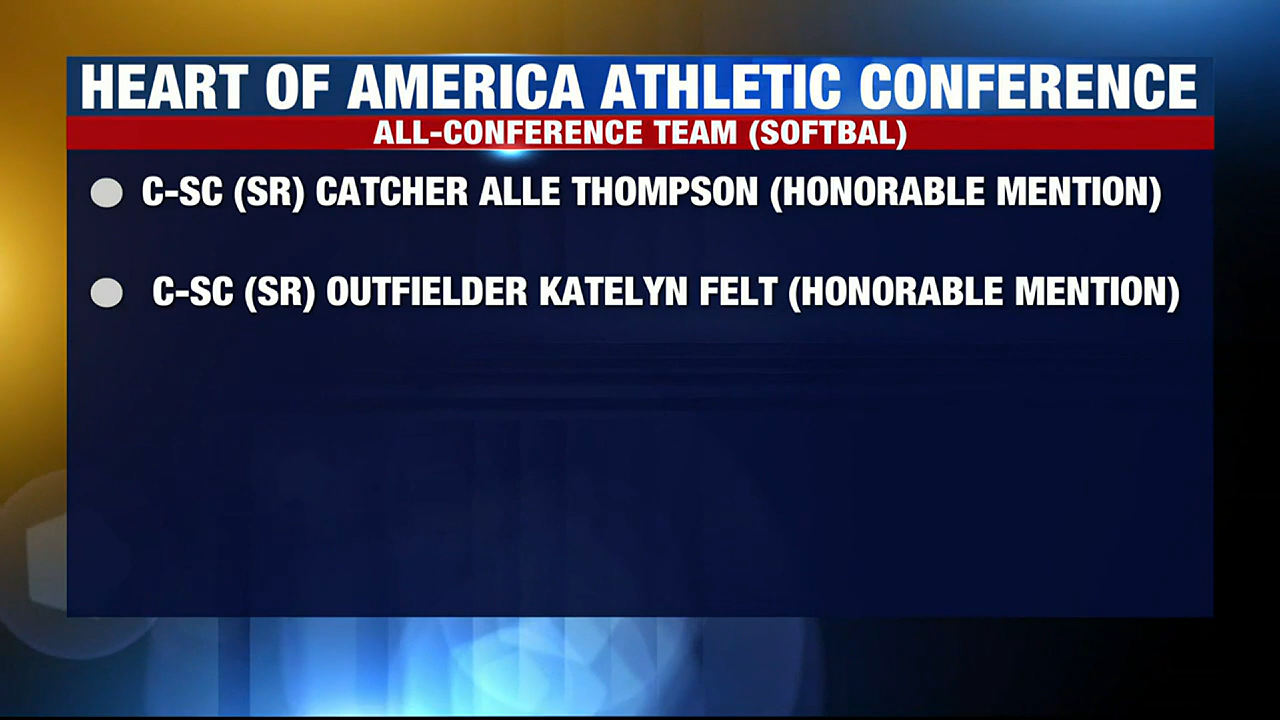 HEART OF AMERICA ATHLETIC CONFERENCE
ALL-CONFERENCE TEAM (SOFTBAL)
C-SC (SR) CATCHER ALLE THOMPSON (HONORABLE MENTION)
C-SC (SR) OUTFIELDER KATELYN FELT (HONORABLE MENTION)